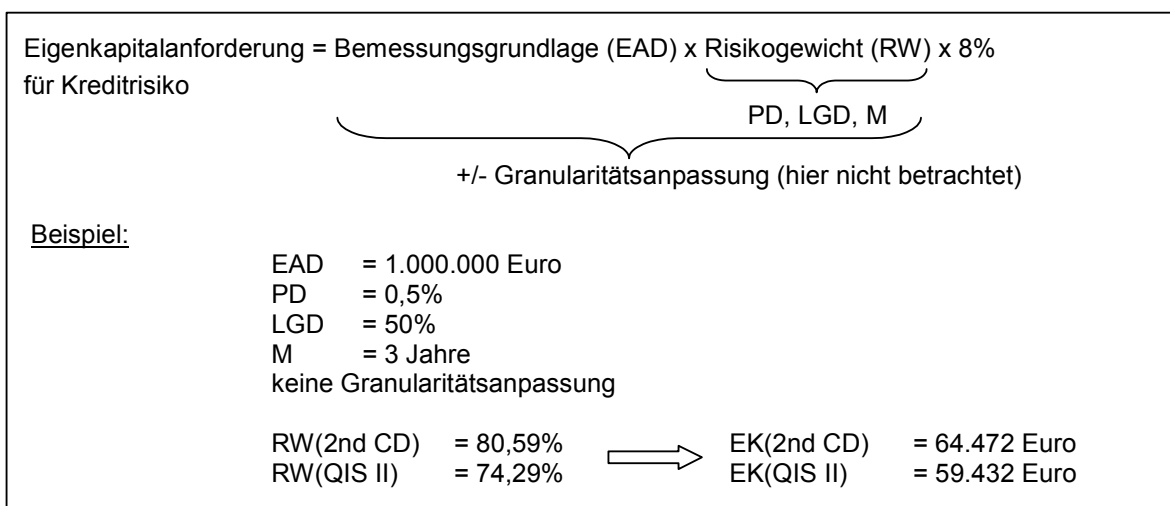 Eigenkapitalanforderung = Bemessungsgrundlage (EAD) x Risikogewicht (RW) x 8%
für Kreditrisiko
PD, LGD, M
+/- Granularitätsanpassung (hier nicht betrachtet)
Beispiel:
EAD = 1.000.000 Euro
PD = 0,5%
LGD = 50%
M = 3 Jahre
keine Granularitätsanpassung
RW(2nd CD) = 80,59% EK(2nd CD) = 64.472 Euro
RW(QIS II) = 74,29% EK(QIS II) = 59.432 Euro